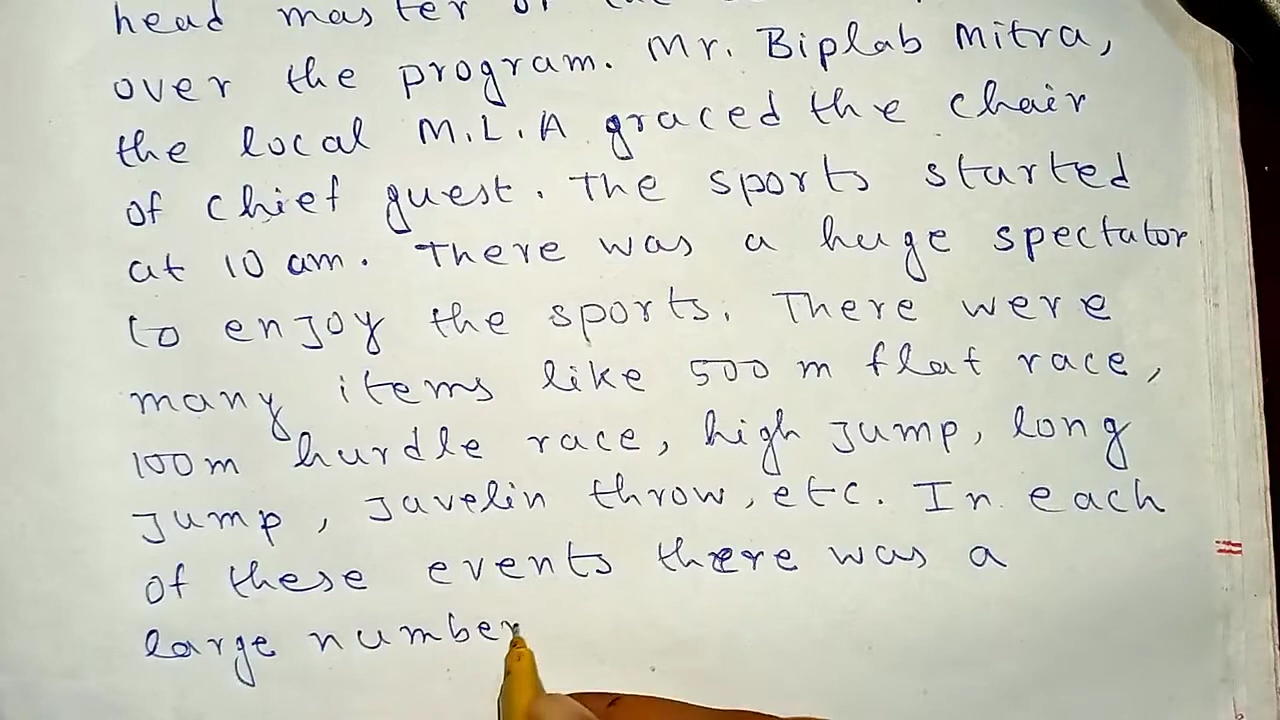 head master of the
over the program. Mr. Biplab Mitra,
the local M.L.A graced the chair
of chief guest. The sports started
at 10 am. There was a huge spectator
to enjoy the sports. There were
many items like 500 m flat race,
100m hurdle race, high jump, long
jump, javelin throw, etc. In each
of these events there was a
large number